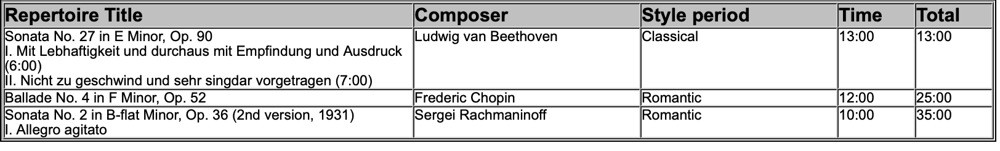 Repertoire Title Composer Style period Time Total
Sonata No. 27 in E Minor, Op. 90 Ludwig van Beethoven Classical 13:00 13:00
I. Mit Lebhaftigkeit und durchaus mit Empfindung und Ausdruck
(6:00)
II. Nicht zu geschwind und sehr singdar vorgetragen (7:00)
Ballade No. 4 in F Minor, Op. 52 Frederic Chopin Romantic 12:00 25:00
Sonata No. 2 in B-flat Minor, Op. 36 (2nd version, 1931) Sergei Rachmaninoff Romantic 10:00 35:00
I. Allegro agitato